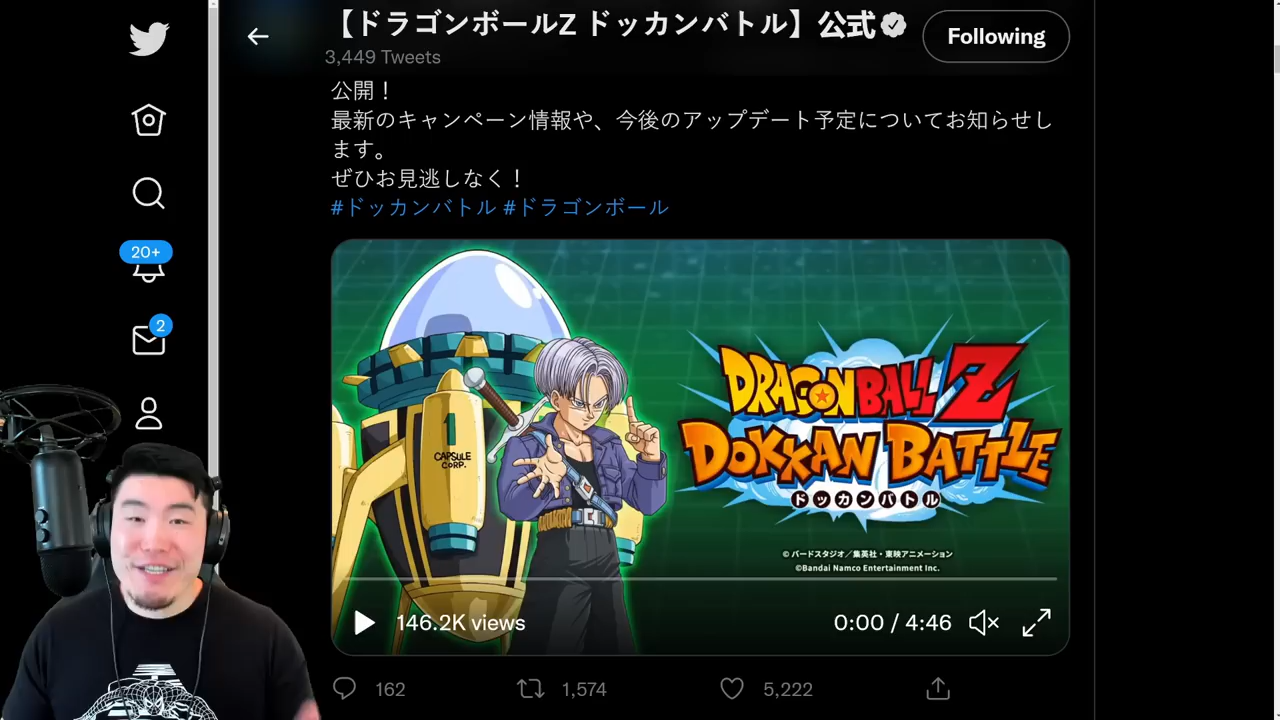 【ドラゴンボールZ ドッカンバトル】公式
3,449 Tweets
Following
公開！
最新のキャンペーン情報や、今後のアップデート予定についてお知らせし
ます。
ぜひお見逃しなく！
#ドッカンバトル #ドラゴンボール
20+
2
1
CAPSULE
CORP.
DRAGONBALL Z
DOKKAN BATTLE
ドッカンバトル
© バードスタジオ／集英社・東映アニメーション
©Bandai Namco Entertainment Inc.
146.2K views
0:00 / 4:46
162
1,574
5,222